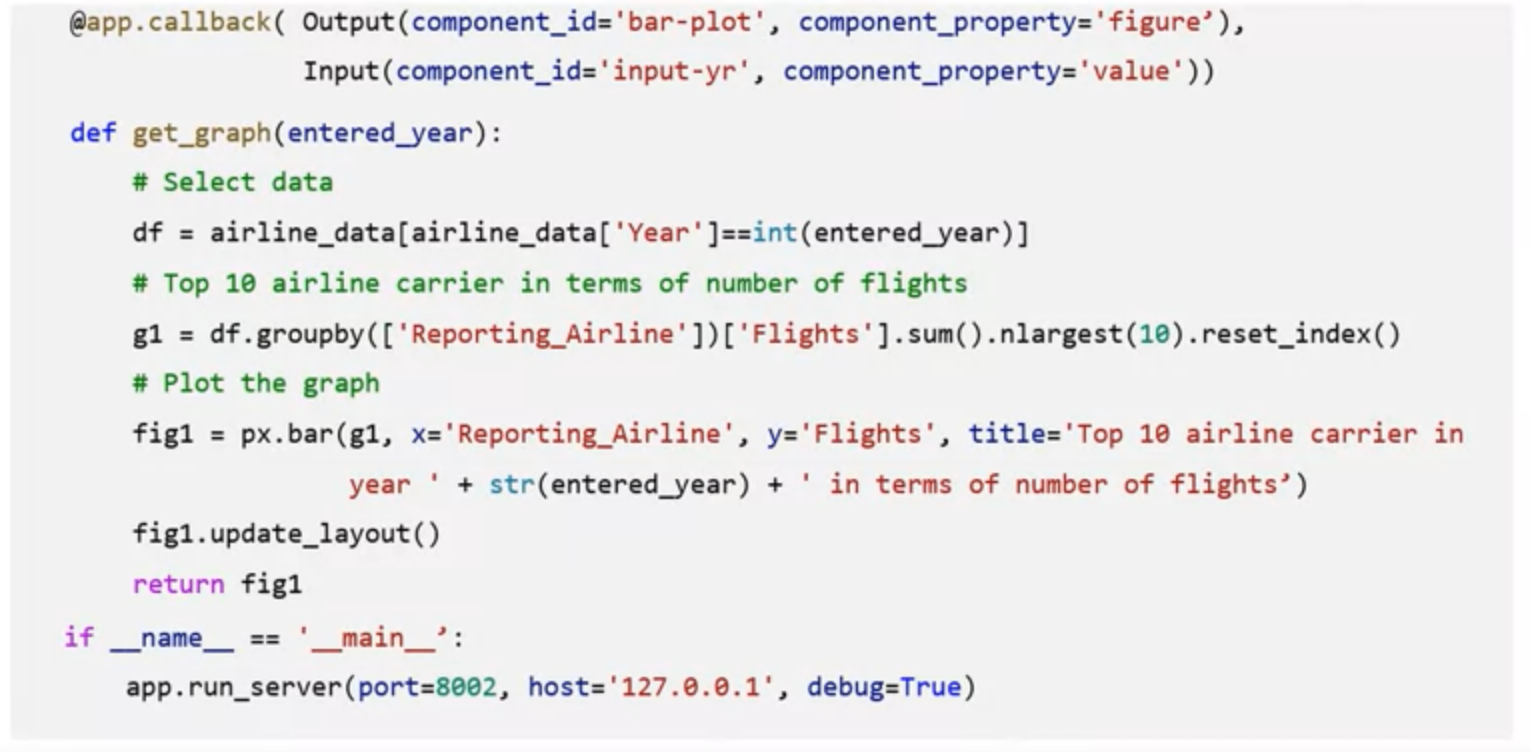 @app.callback( Output(component_id='bar-plot', component_property='figure’),
Input(component_id='input-yr', component_property='value'))
def get_graph(entered_year):
# Select data
df = airline_data[airline_data['Year']==int(entered_year)]
# Top 10 airline carrier in terms of number of flights
g1 = df.groupby(['Reporting_Airline'])['Flights'].sum().nlargest(10).reset_index()
# Plot the graph
fig1 = px.bar(g1, x='Reporting_Airline', y='Flights', title='Top 10 airline carrier in
year ' + str(entered_year) + ' in terms of number of flights’)
fig1.update_layout()
return fig1
if __name__ == '__main__’:
app.run_server(port=8002, host='127.0.0.1', debug=True)